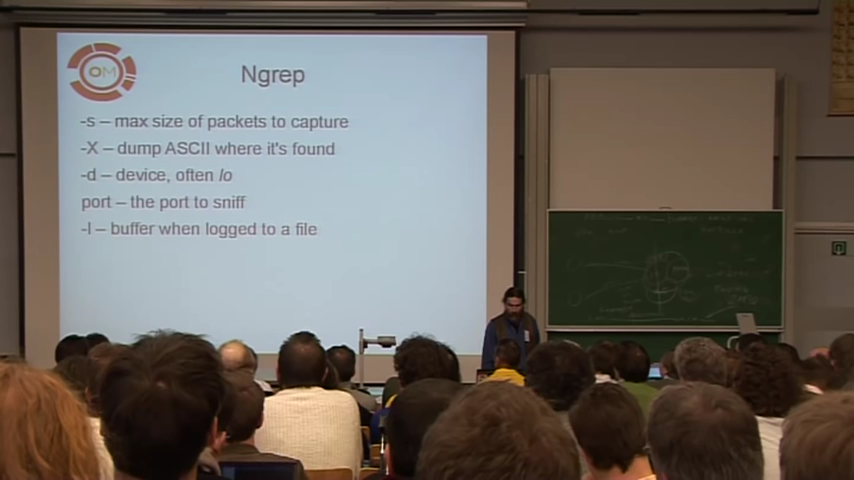 OM
Ngrep
-s – max size of packets to capture
-X – dump ASCII where it's found
-d – device, often lo
port – the port to sniff
-l – buffer when logged to a file